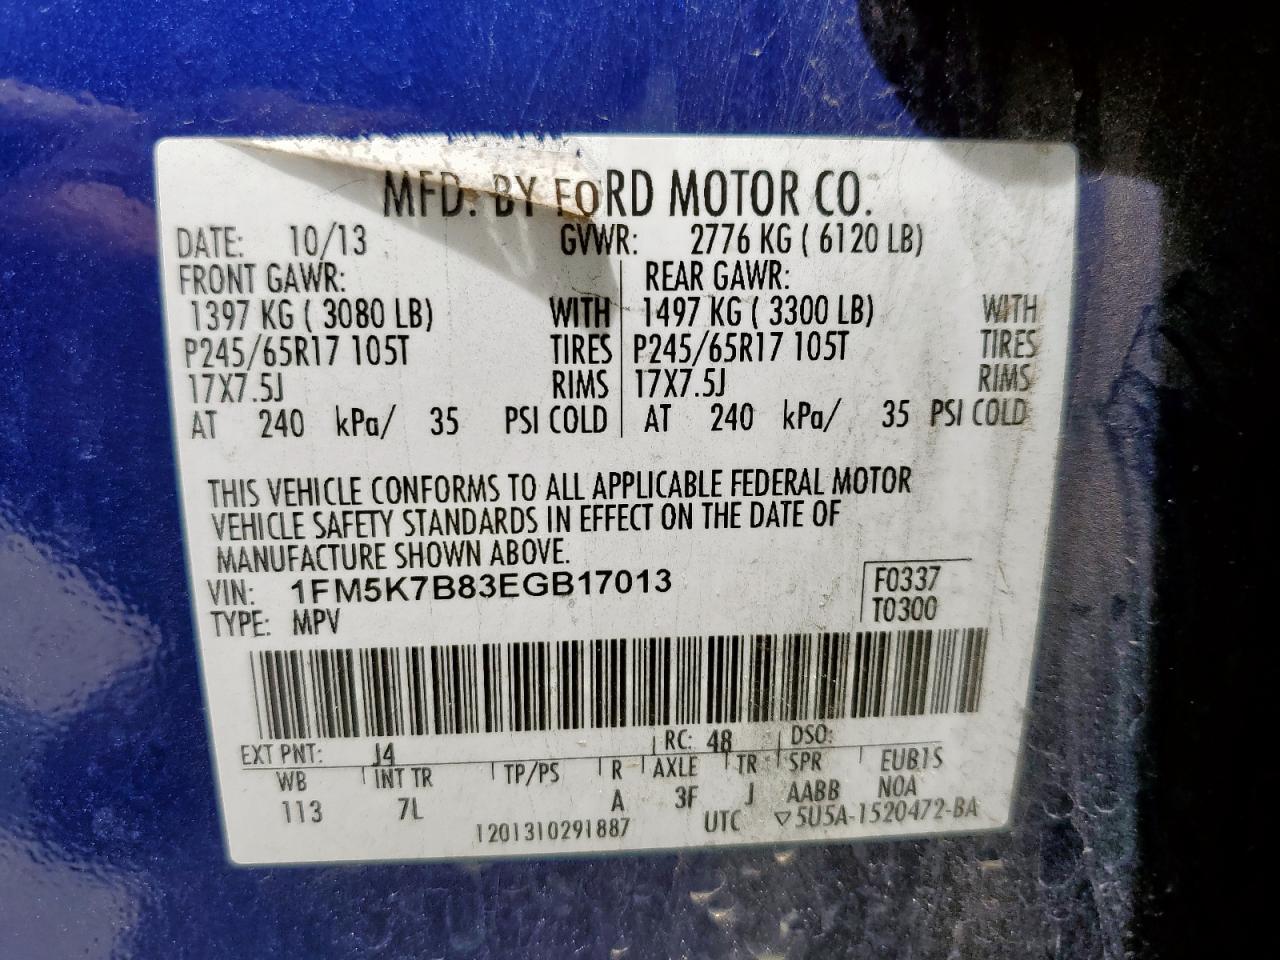 MFD. BY FORD MOTOR CO.
DATE: 10/13 GVWR: 2776 KG ( 6120 LB)
FRONT GAWR: REAR GAWR:
1397 KG ( 3080 LB) WITH 1497 KG ( 3300 LB) WITH
P245/65R17 105T TIRES P245/65R17 105T TIRES
17X7.5J RIMS 17X7.5J RIMS
AT 240 kPa/ 35 PSI COLD AT 240 kPa/ 35 PSI COLD
THIS VEHICLE CONFORMS TO ALL APPLICABLE FEDERAL MOTOR
VEHICLE SAFETY STANDARDS IN EFFECT ON THE DATE OF
MANUFACTURE SHOWN ABOVE.
VIN: 1FM5K7B83EGB17013 F0337
TYPE: MPV T0300
EXT PNT: J4 RC: 48 DSO:
WB INT TR TP/PS R AXLE TR SPR EUB1S
113 7L A 3F J AABB N0A
1201310291887 UTC ▽5U5A-1520472-BA